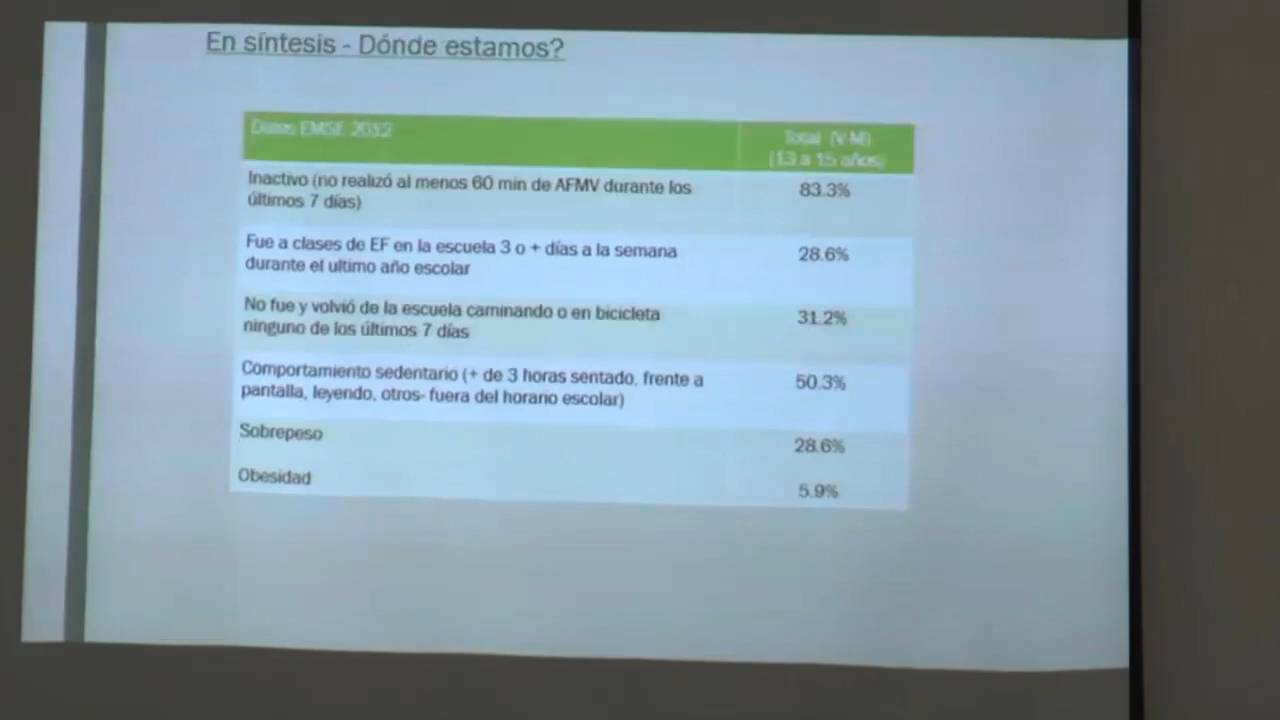 En síntesis - Dónde estamos?
Datos EMSE 2012
Total (V-M)
(13 a 15 años)
Inactivo (no realizó al menos 60 min de AFMV durante los
últimos 7 días)
83.3%
Fue a clases de EF en la escuela 3 o + días a la semana
durante el ultimo año escolar
28.6%
No fue y volvió de la escuela caminando o en bicicleta
ninguno de los últimos 7 días
31.2%
Comportamiento sedentario (+ de 3 horas sentado, frente a
pantalla, leyendo, otros- fuera del horario escolar)
50.3%
Sobrepeso
28.6%
Obesidad
5.9%